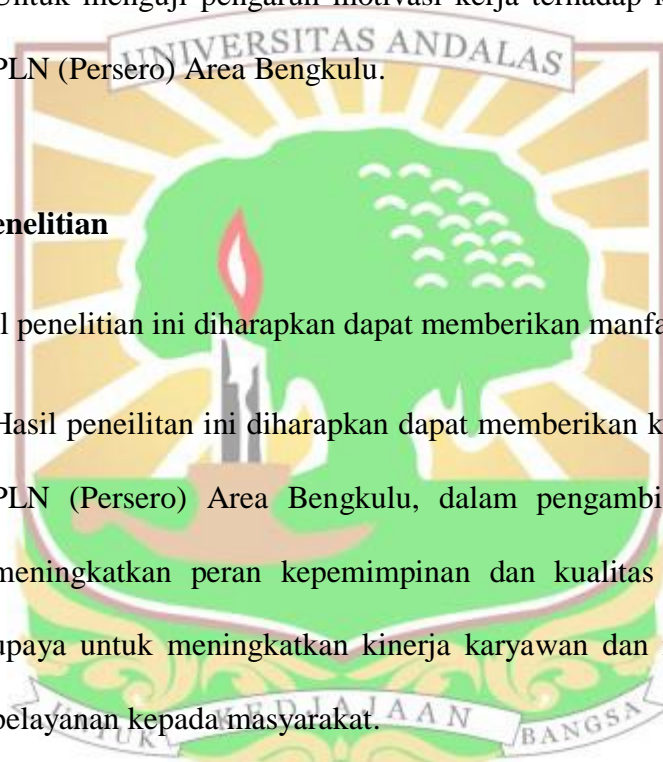 Untuk menguji pengaruh motivasi kerja terhadap
UNIVERSITAS ANDALAS
PLN (Persero) Area Bengkulu.
enelitian
l penelitian ini diharapkan dapat memberikan manfa
Hasil peneilitan ini diharapkan dapat memberikan k
PLN (Persero) Area Bengkulu, dalam pengambi
meningkatkan peran kepemimpinan dan kualitas
upaya untuk meningkatkan kinerja karyawan dan
pelayanan kepada masyarakat.
UNTUK KEDJAJAAN BANGSA